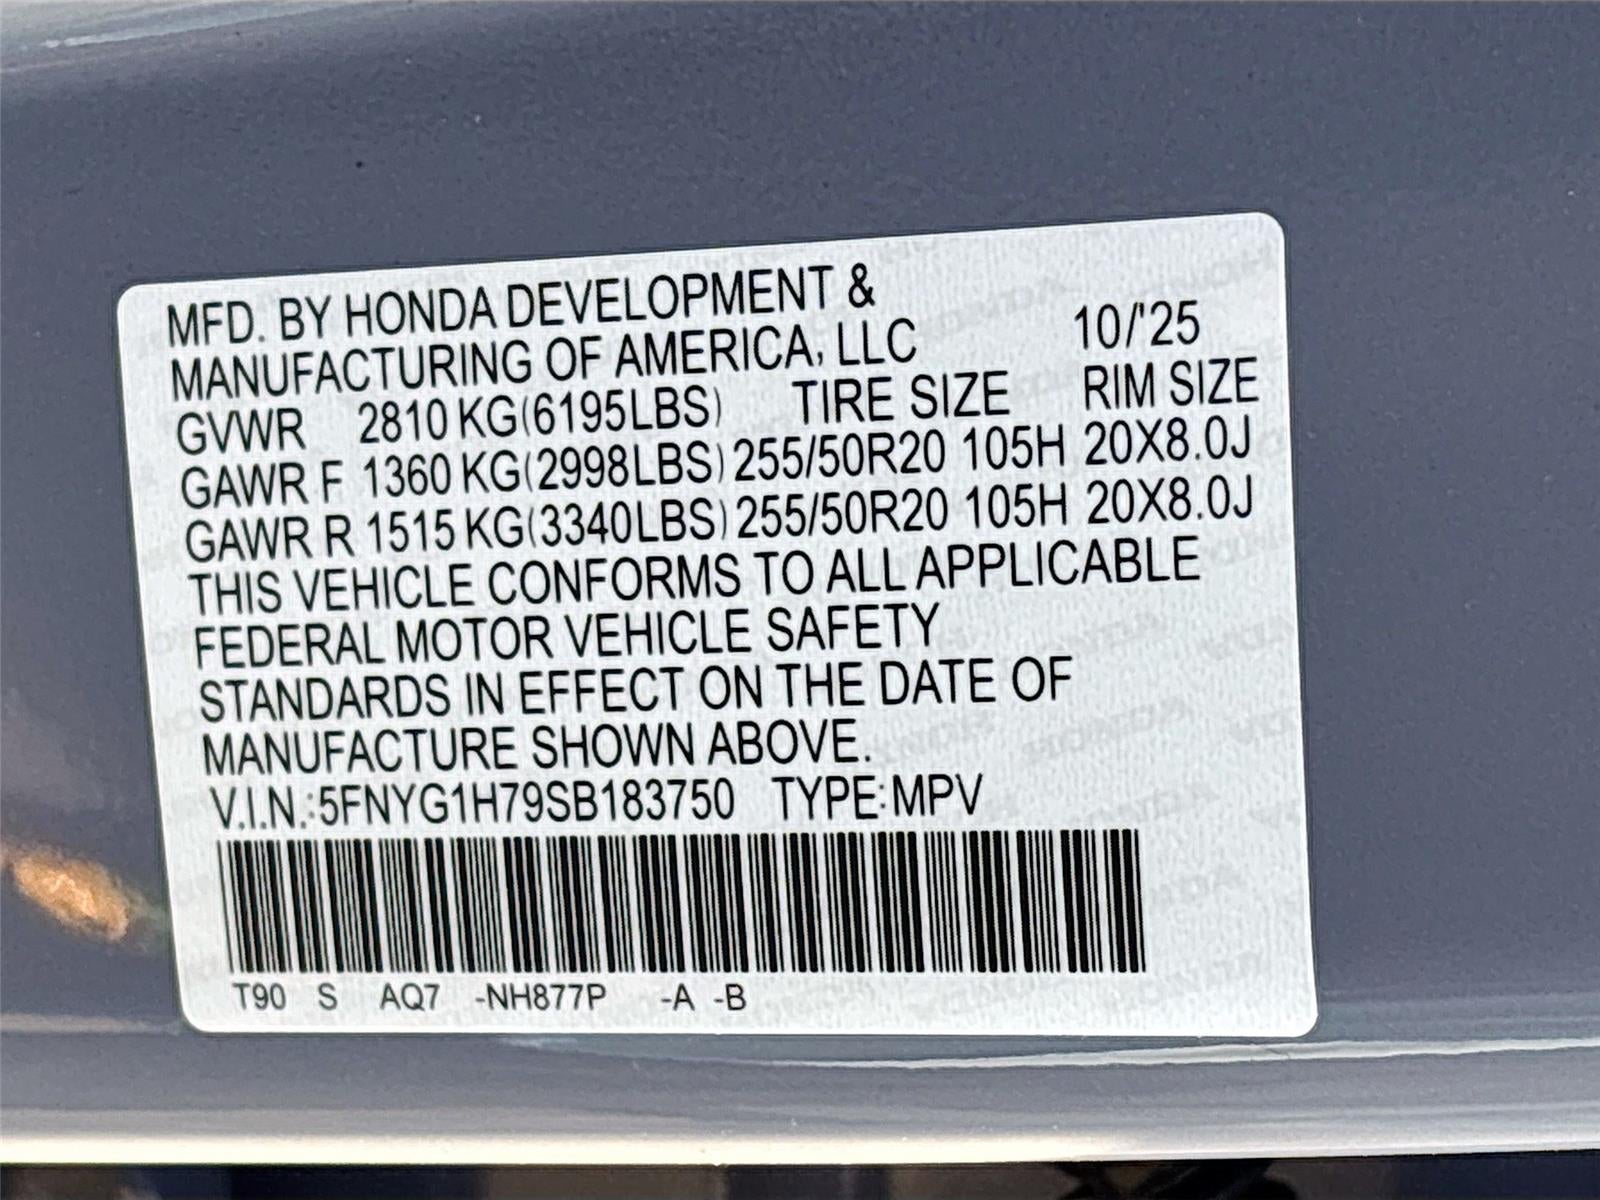 MFD. BY HONDA DEVELOPMENT &
MANUFACTURING OF AMERICA, LLC 10/'25
GVWR 2810 KG(6195LBS) TIRE SIZE RIM SIZE
GAWR F 1360 KG(2998LBS) 255/50R20 105H 20X8.0J
GAWR R 1515 KG(3340LBS) 255/50R20 105H 20X8.0J
THIS VEHICLE CONFORMS TO ALL APPLICABLE
FEDERAL MOTOR VEHICLE SAFETY
STANDARDS IN EFFECT ON THE DATE OF
MANUFACTURE SHOWN ABOVE.
V.I.N.:5FNYG1H79SB183750 TYPE:MPV
T90 S AQ7 -NH877P -A -B